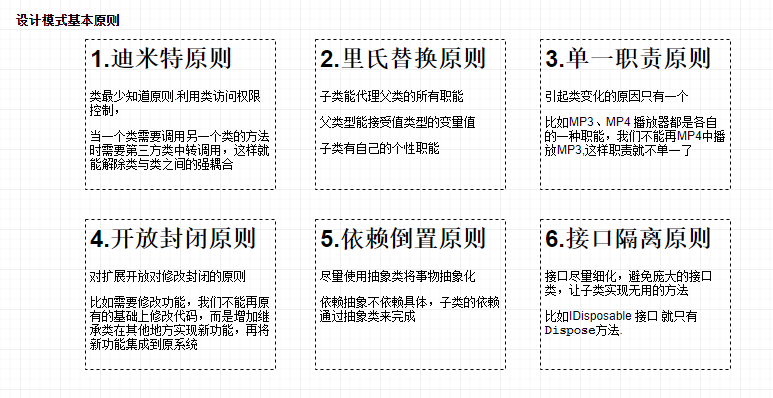 设计模式基本原则
1.迪米特原则
类最少知道原则.利用类访问权限
控制，
当一个类需要调用另一个类的方法
时需要第三方类中转调用，这样就
能解除类与类之间的强耦合
2.里氏替换原则
子类能代理父类的所有职能
父类型能接受值类型的变量值
子类有自己的个性职能
3.单一职责原则
引起类变化的原因只有一个
比如MP3、MP4 播放器都是各自
的一种职能，我们不能再MP4中播
放MP3,这样职责就不单一了
4.开放封闭原则
对扩展开放对修改封闭的原则
比如需要修改功能，我们不能再原
有的基础上修改代码，而是增加继
承类在其他地方实现新功能，再将
新功能集成到原系统
5.依赖倒置原则
尽量使用抽象类将事物抽象化
依赖抽象不依赖具体，子类的依赖
通过抽象类来完成
6.接口隔离原则
接口尽量细化，避免庞大的接口
类，让子类实现无用的方法
比如IDisposable 接口 就只有
Dispose方法.